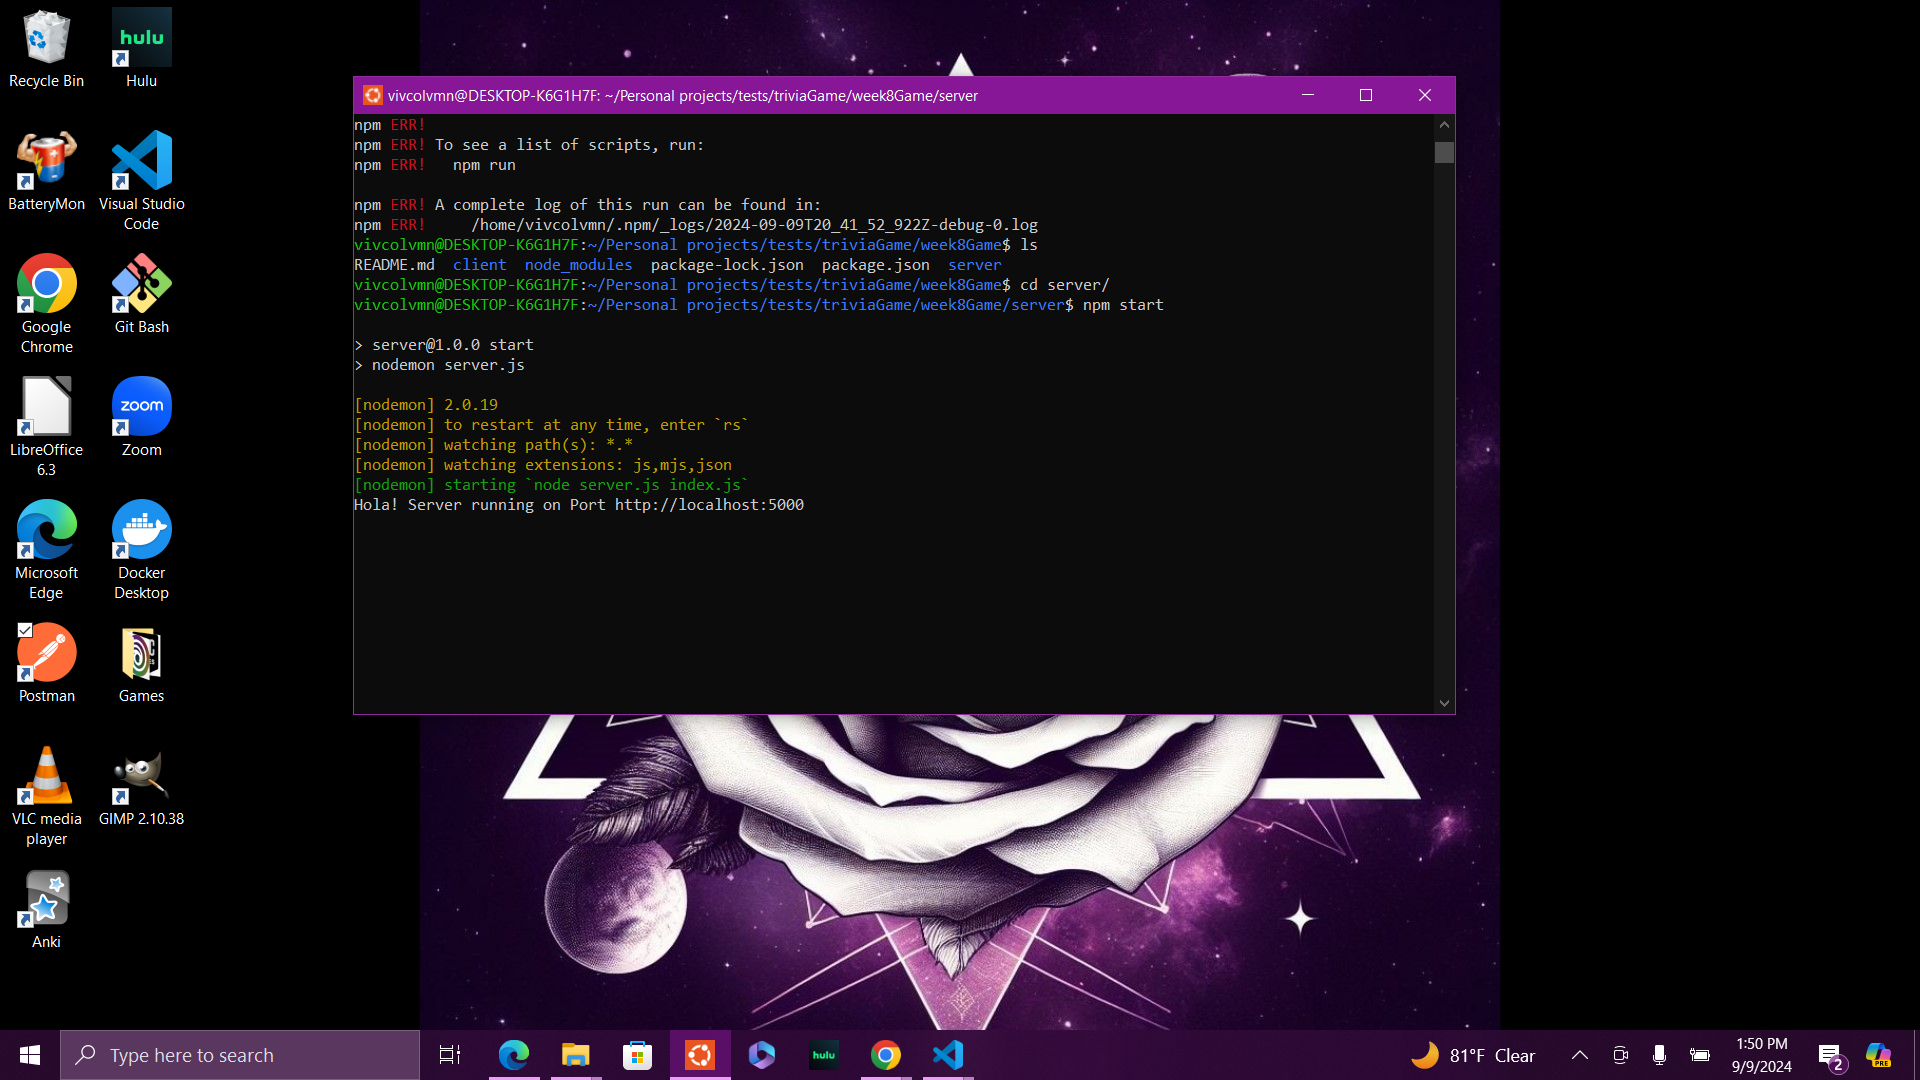 Recycle Bin
hulu
Hulu
BatteryMon
Visual Studio
Code
Google
Chrome
Git Bash
LibreOffice
6.3
zoom
Zoom
Microsoft
Edge
Docker
Desktop
Postman
Games
VLC media
player
GIMP 2.10.38
Anki
vivcolvmn@DESKTOP-K6G1H7F: ~/Personal projects/tests/triviaGame/week8Game/server
npm ERR!
npm ERR! To see a list of scripts, run:
npm ERR!   npm run
npm ERR! A complete log of this run can be found in:
npm ERR!     /home/vivcolvmn/.npm/_logs/2024-09-09T20_41_52_922Z-debug-0.log
vivcolvmn@DESKTOP-K6G1H7F:~/Personal projects/tests/triviaGame/week8Game$ ls
README.md  client  node_modules  package-lock.json  package.json  server
vivcolvmn@DESKTOP-K6G1H7F:~/Personal projects/tests/triviaGame/week8Game$ cd server/
vivcolvmn@DESKTOP-K6G1H7F:~/Personal projects/tests/triviaGame/week8Game/server$ npm start
> server@1.0.0 start
> nodemon server.js
[nodemon] 2.0.19
[nodemon] to restart at any time, enter `rs`
[nodemon] watching path(s): *.*
[nodemon] watching extensions: js,mjs,json
[nodemon] starting `node server.js index.js`
Hola! Server running on Port http://localhost:5000
Type here to search
hulu
81°F Clear
1:50 PM
9/9/2024
2
PRE